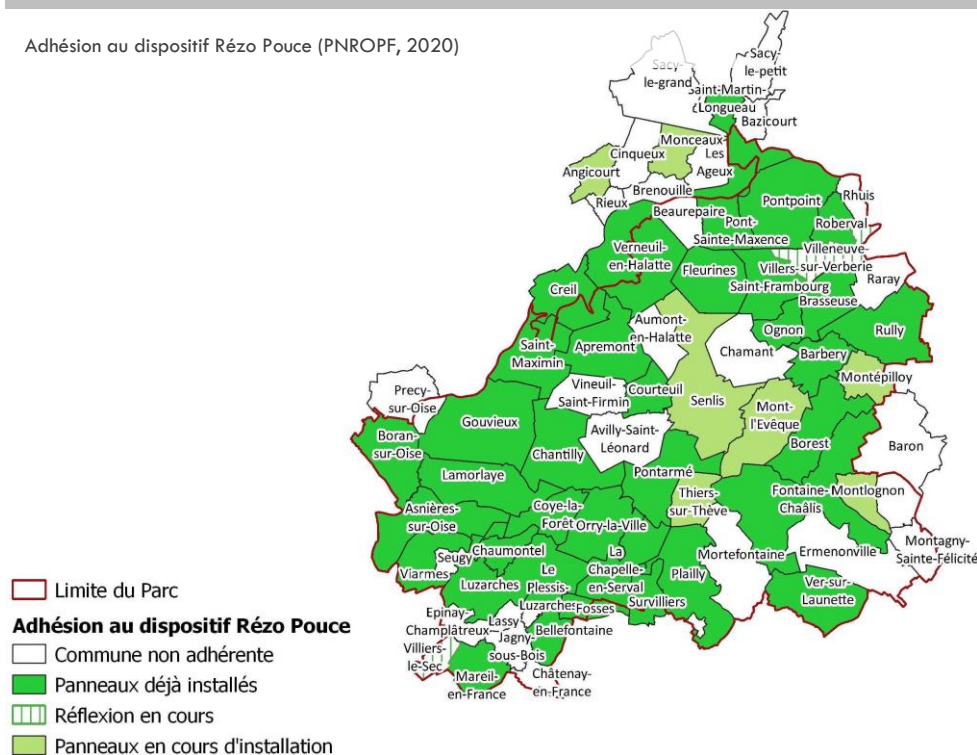 Adhésion au dispositif Rézo Pouce (PNROPF, 2020)
Sacy-
le-petit
Sacy-
le-grand
Saint-Martin-
Longueau
Bazicourt
Monceaux
Cinqueux
Les
Ageux
Angicourt
Brenouille
Rieux
Rhuis
Pontpoint
Beaurepaire
Pont-
Sainte-Maxence
Roberval
Villeneuve-
sur-Verberie
Verneuil-
en-Halatte
Fleurines
Villers-
Saint-Frambourg
Raray
Brasseuse
Creil
Aumont-
en-Halatte
Ognon
Rully
Saint-
Maximin
Apremont
Chamant
Barbery
Montépilloy
Precy-
sur-Oise
Vineuil-
Saint-Firmin
Courteuil
Senlis
Mont-
l'Evêque
Gouvieux
Avilly-Saint-
Léonard
Borest
Baron
Boran-
sur-Oise
Chantilly
Lamorlaye
Pontarmé
Thiers-
sur-Thève
Fontaine-
Chaâlis
Montlognon
Asnières-
sur-Oise
Coye-la-
Forêt
Orry-la-Ville
Mortefontaine
Ermenonville
Montagny-
Sainte-Félicité
Seugy
Chaumontel
La
Chapelle-
en-Serval
Plailly
Viarmes
Luzarches
Le
Plessis-
Luzarches
Ver-sur-
Launette
Fosses
Survilliers
Epinay-
Champlâtreux
Lassy
Bellefontaine
Villiers-
le-Sec
Jagny-
sous-Bois
Mareil-
en-France
Châtenay-
en-France
Limite du Parc
Adhésion au dispositif Rézo Pouce
Commune non adhérente
Panneaux déjà installés
Réflexion en cours
Panneaux en cours d'installation